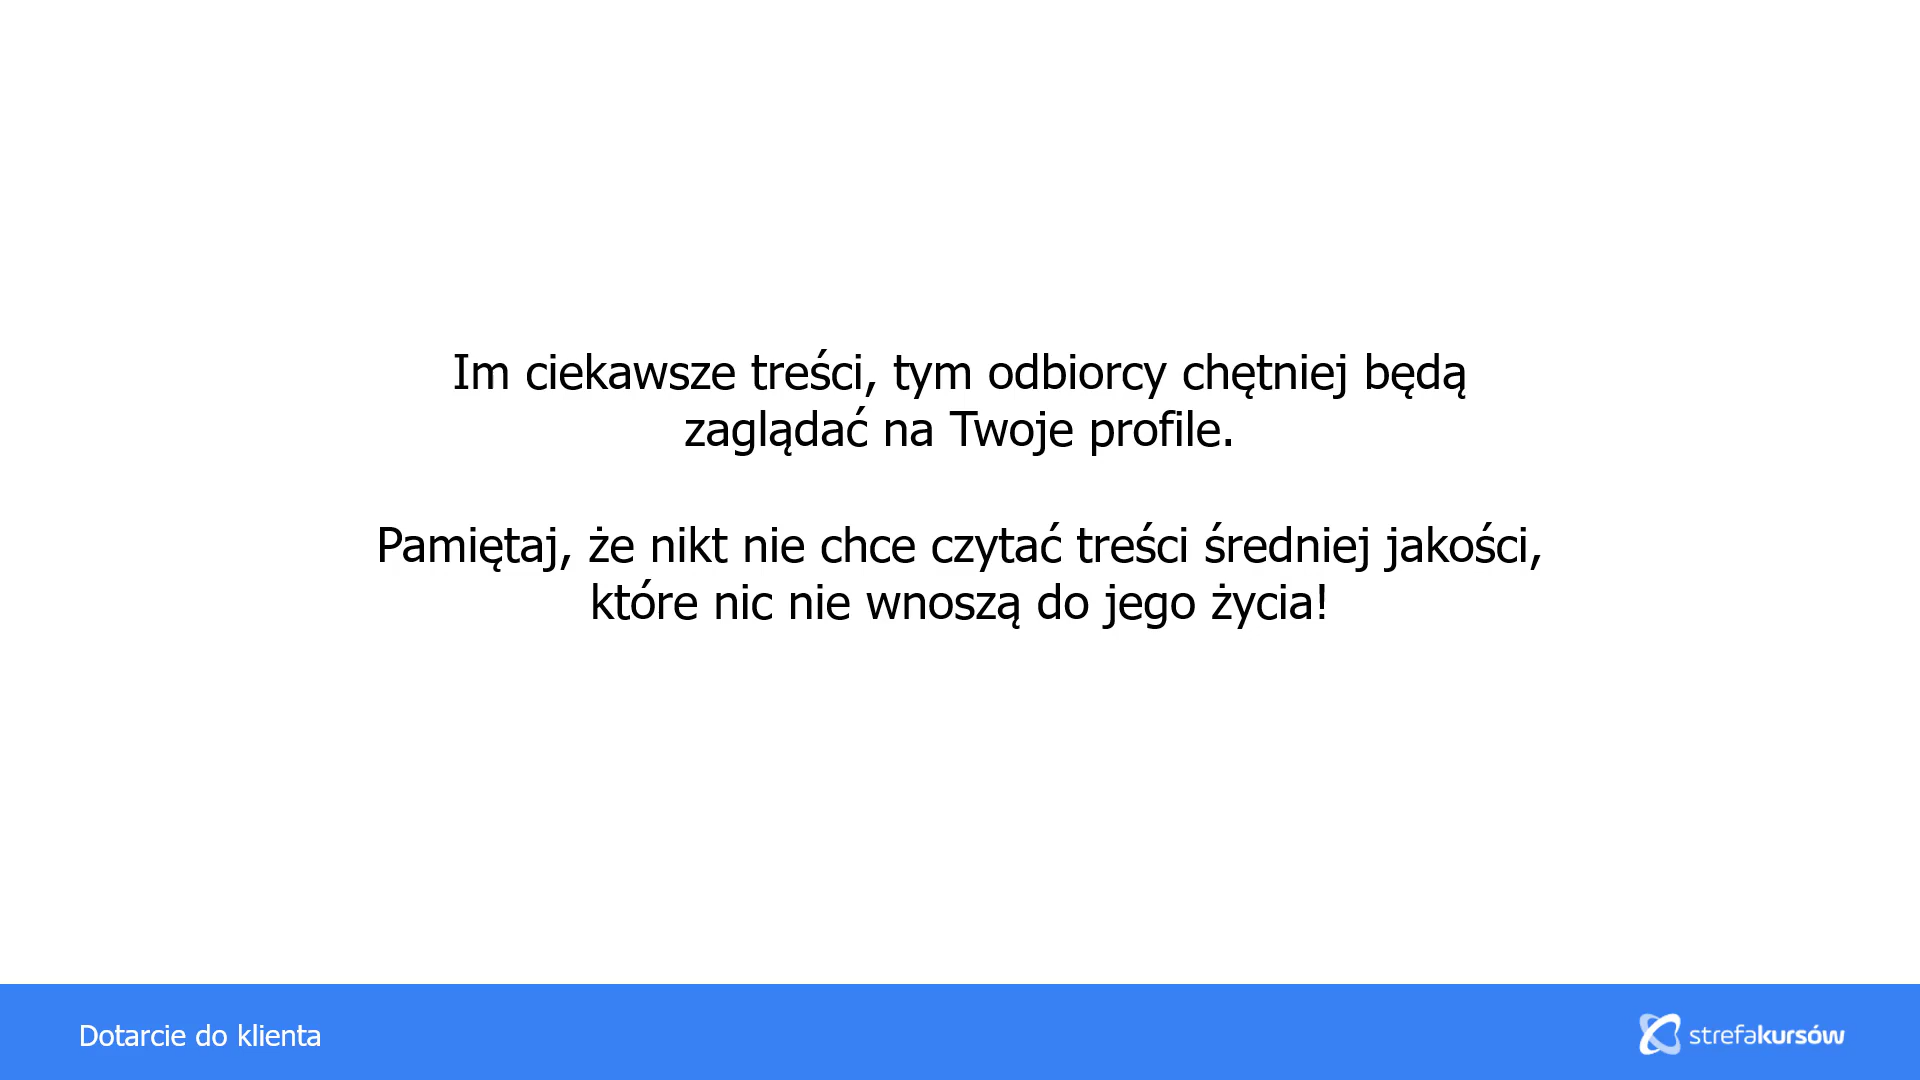 Im ciekawsze treści, tym odbiorcy chętniej będą
zaglądać na Twoje profile.
Pamiętaj, że nikt nie chce czytać treści średniej jakości,
które nic nie wnoszą do jego życia!
Dotarcie do klienta
strefakursów